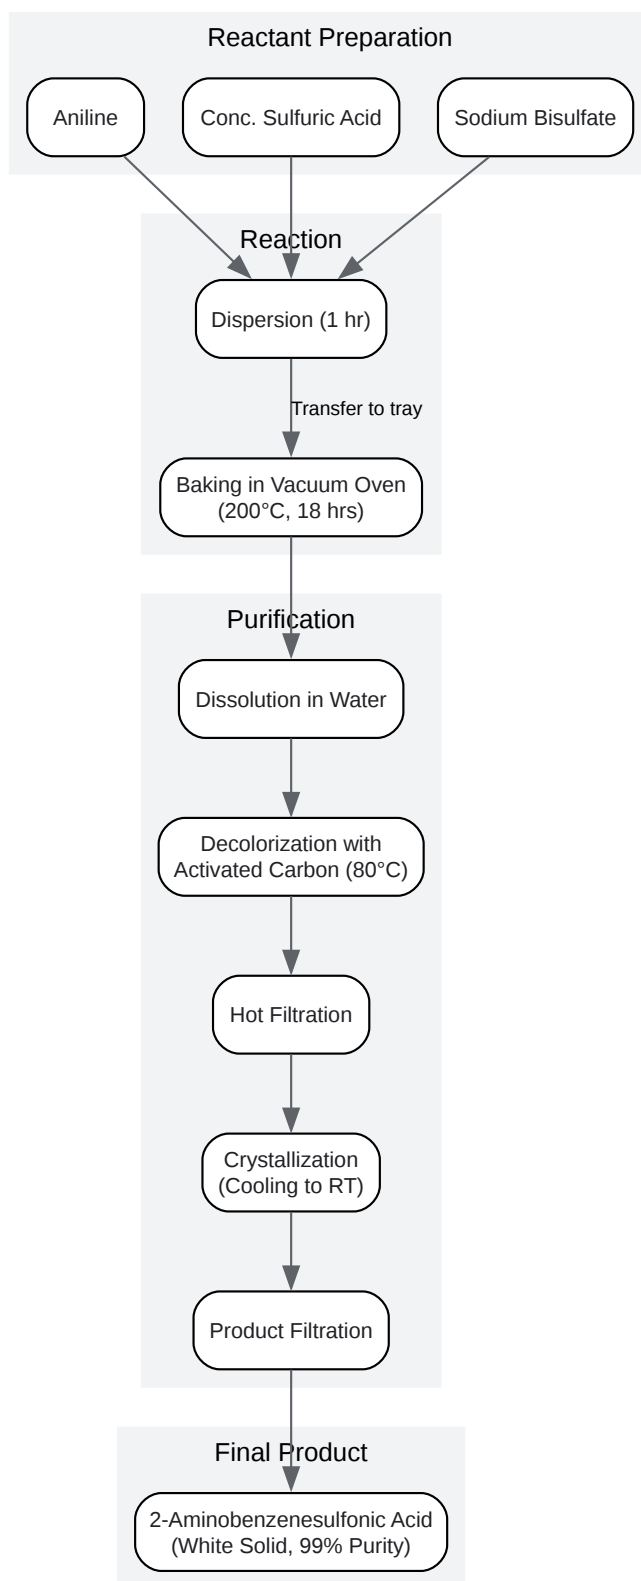 Reactant Preparation
Aniline
Conc. Sulfuric Acid
Sodium Bisulfate
Reaction
Dispersion (1 hr)
Transfer to tray
Baking in Vacuum Oven
(200°C, 18 hrs)
Purification
Dissolution in Water
Decolorization with
Activated Carbon (80°C)
Hot Filtration
Crystallization
(Cooling to RT)
Product Filtration
Final Product
2-Aminobenzenesulfonic Acid
(White Solid, 99% Purity)